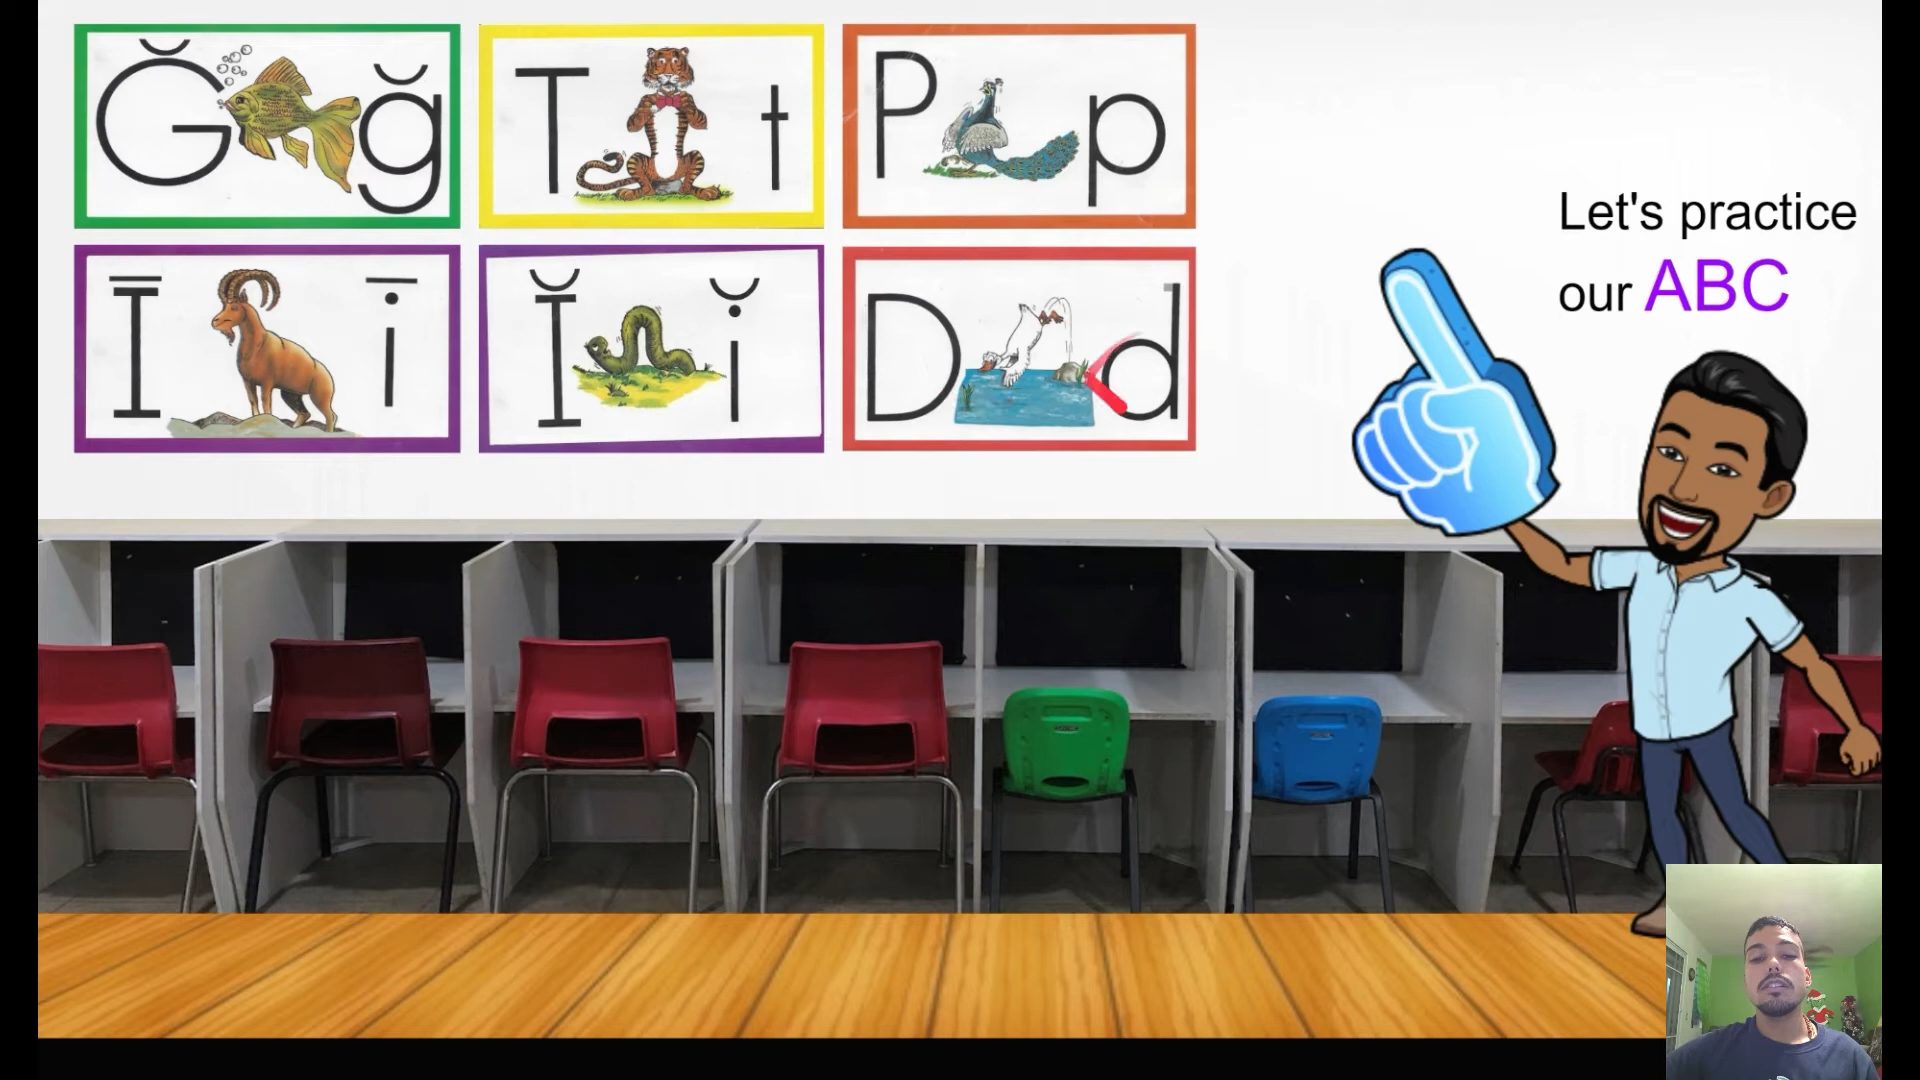 Ğ ğ
T t
P p
Ī ī
Ĭ ĭ
D d
Let's practice
our ABC